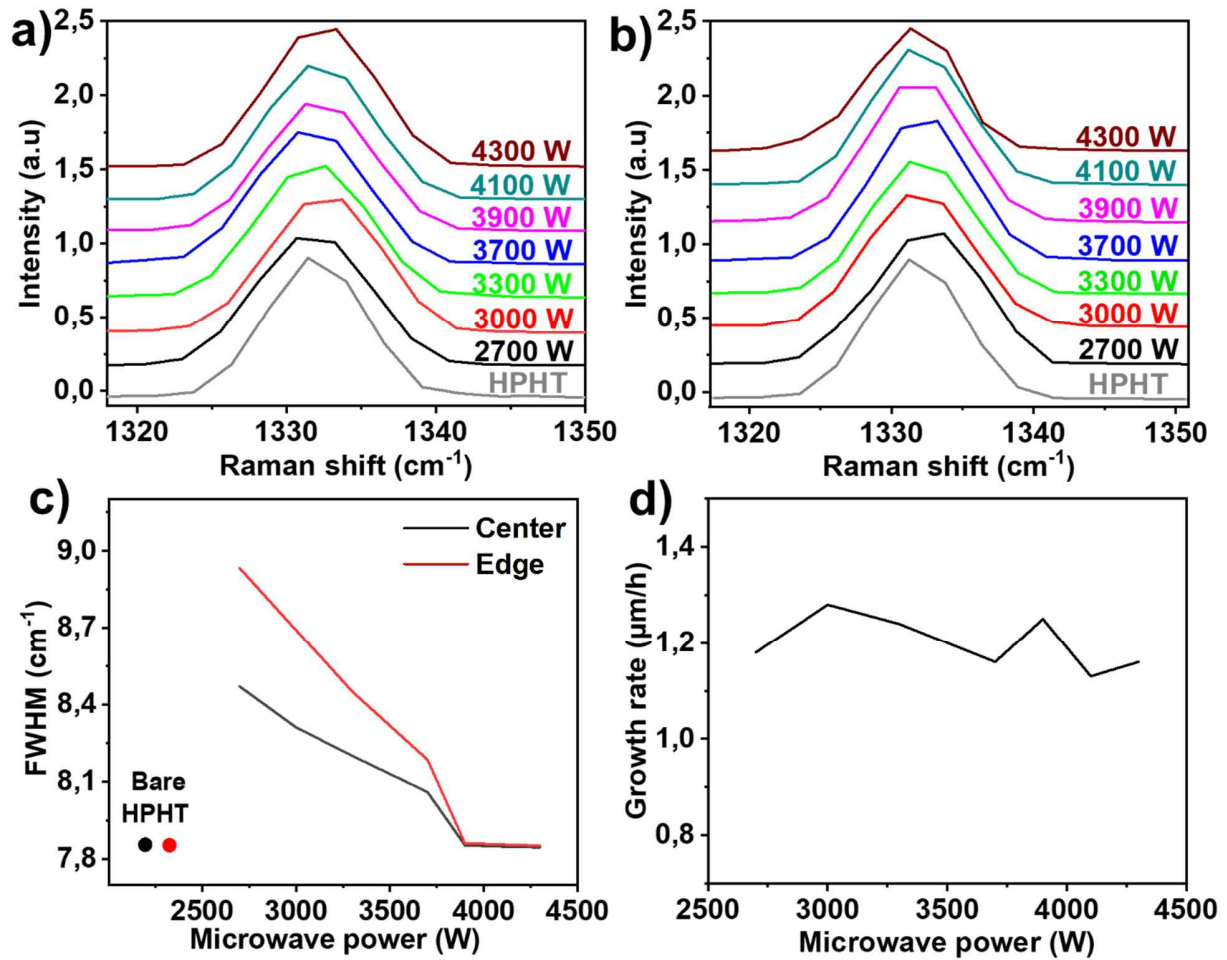 a)
Intensity (a.u)
2,5
2,0
1,5
1,0
0,5
0,0
4300 W
4100 W
3900 W
3700 W
3300 W
3000 W
2700 W
HPHT
1320
1330
1340
1350
Raman shift (cm-1)
b)
Intensity (a.u)
2,5
2,0
1,5
1,0
0,5
0,0
4300 W
4100 W
3900 W
3700 W
3300 W
3000 W
2700 W
HPHT
1320
1330
1340
1350
Raman shift (cm-1)
c)
FWHM (cm-1)
9,0
8,7
8,4
8,1
7,8
Center
Edge
Bare
HPHT
2500
3000
3500
4000
4500
Microwave power (W)
d)
Growth rate (µm/h)
1,4
1,2
1,0
0,8
2500
3000
3500
4000
4500
Microwave power (W)